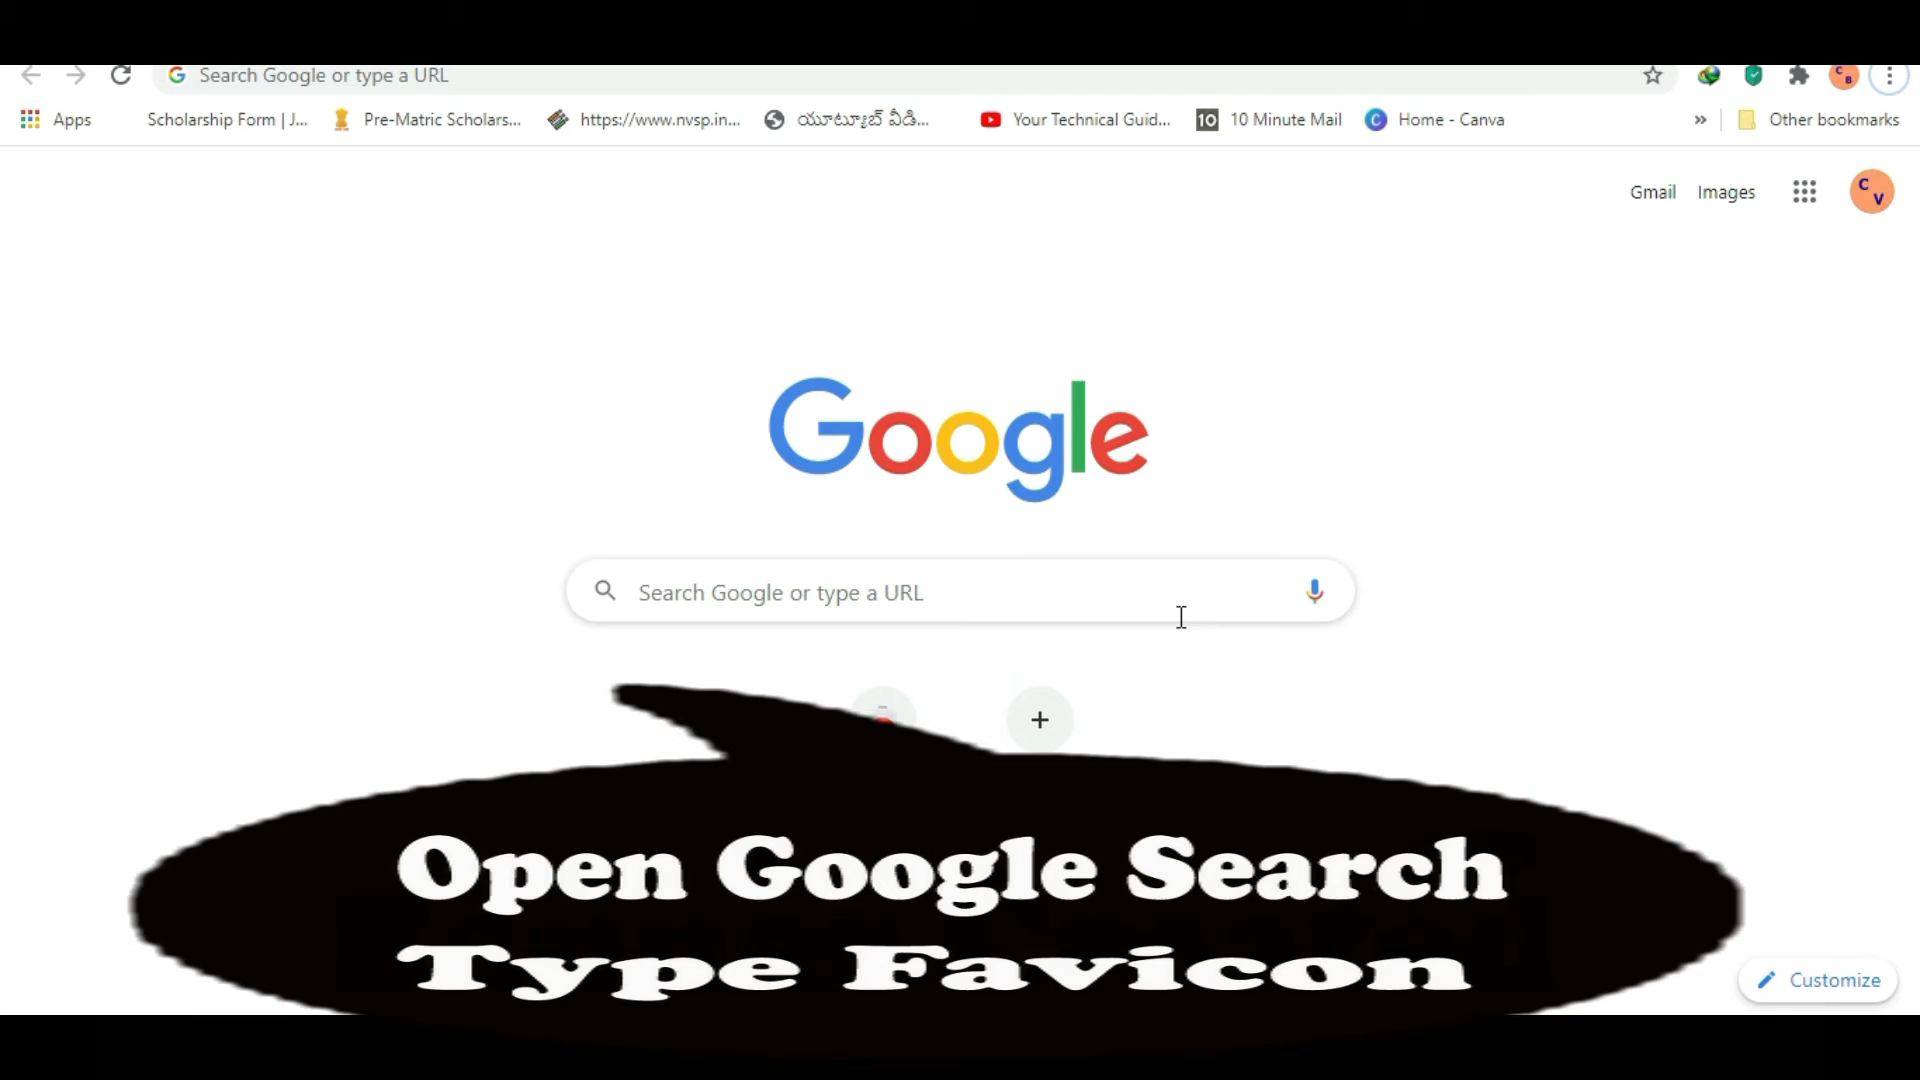 Search Google or type a URL
C B
Apps
Scholarship Form | J...
Pre-Matric Scholars...
https://www.nvsp.in...
యూట్యూబ్ వీడి...
Your Technical Guid...
10 10 Minute Mail
C Home - Canva
»
Other bookmarks
Gmail Images
C V
Google
Search Google or type a URL
Open Google Search
Type Favicon
Customize